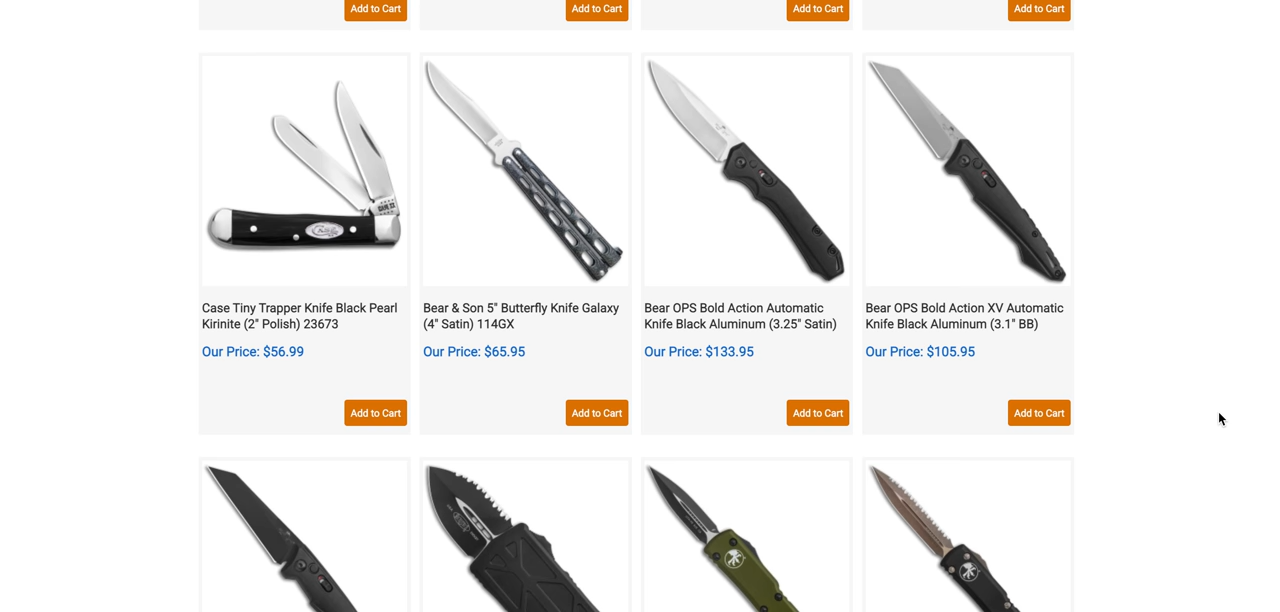 Add to Cart
Add to Cart
Add to Cart
Add to Cart
Case Tiny Trapper Knife Black Pearl
Kirinite (2" Polish) 23673
Our Price: $56.99
Add to Cart
Bear & Son 5" Butterfly Knife Galaxy
(4" Satin) 114GX
Our Price: $65.95
Add to Cart
Bear OPS Bold Action Automatic
Knife Black Aluminum (3.25" Satin)
Our Price: $133.95
Add to Cart
Bear OPS Bold Action XV Automatic
Knife Black Aluminum (3.1" BB)
Our Price: $105.95
Add to Cart